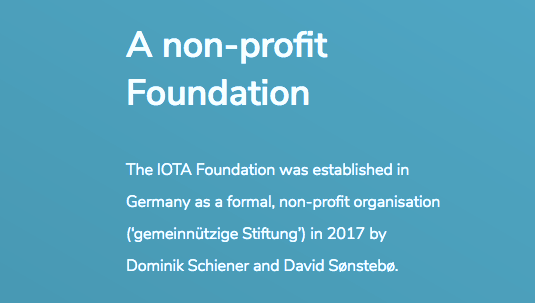 A non-profit
Foundation
The IOTA Foundation was established in
Germany as a formal, non-profit organisation
('gemeinnützige Stiftung') in 2017 by
Dominik Schiener and David Sønstebø.